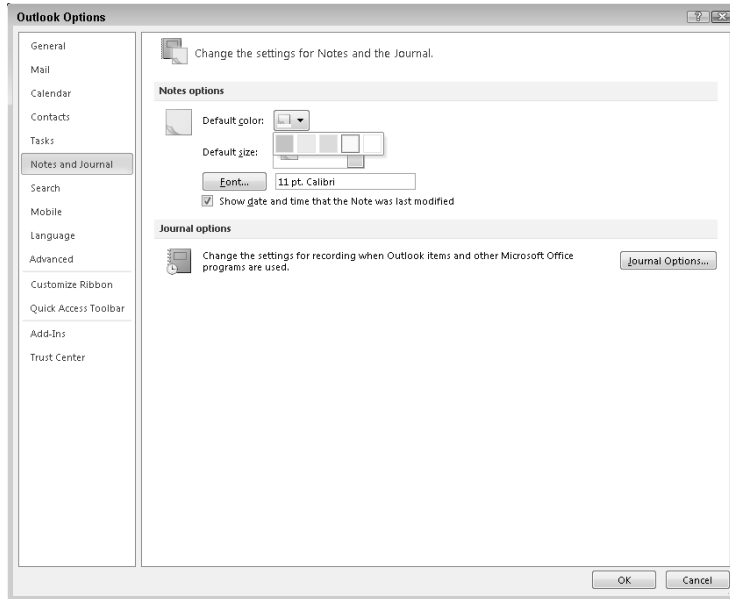 Outlook Options
General
Mail
Calendar
Contacts
Tasks
Notes and Journal
Search
Mobile
Language
Advanced
Customize Ribbon
Quick Access Toolbar
Add-Ins
Trust Center
Change the settings for Notes and the Journal.
Notes options
Default color:
Default size:
Font...
11 pt. Calibri
Show date and time that the Note was last modified
Journal options
Change the settings for recording when Outlook items and other Microsoft Office
programs are used.
Journal Options...
OK
Cancel